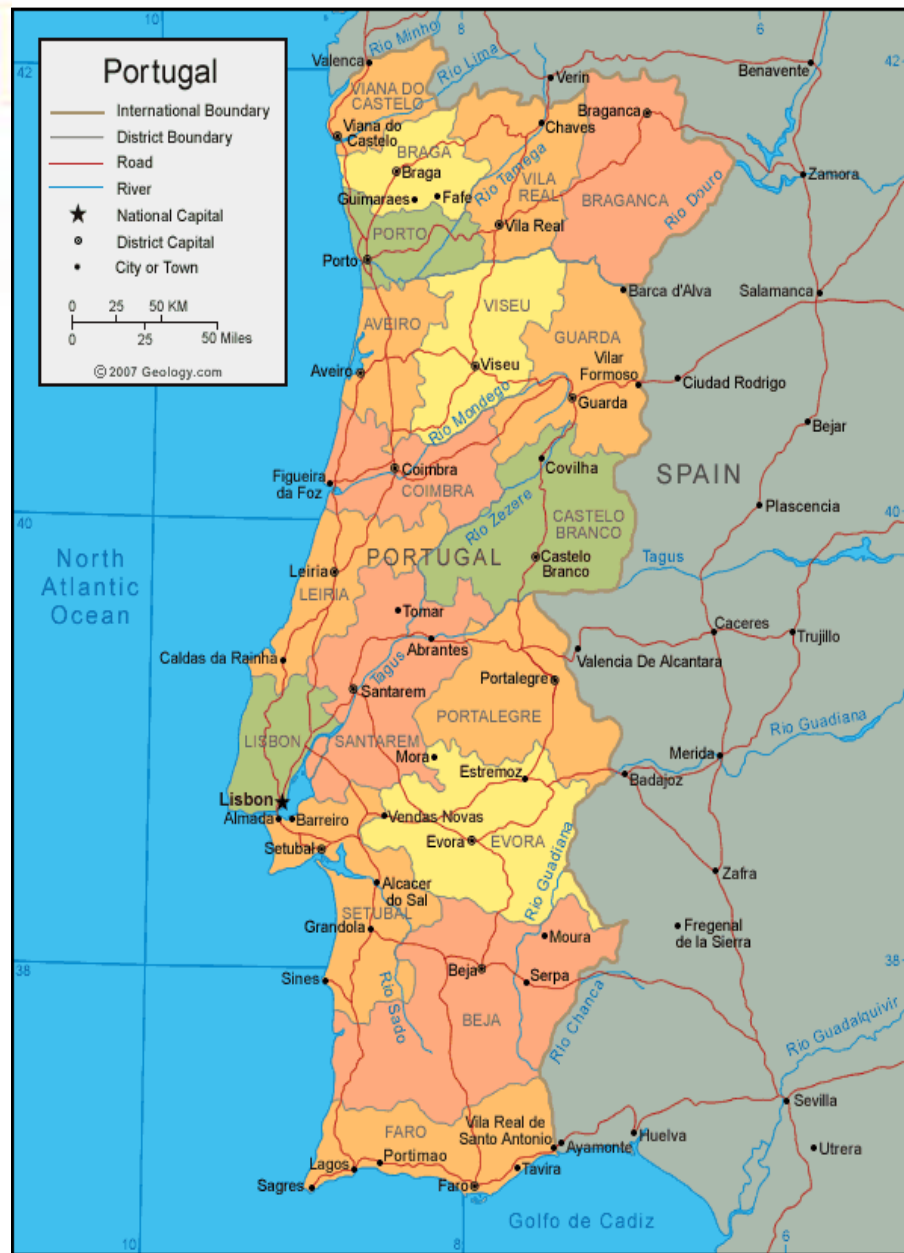 10
8
6
42
42
Portugal
International Boundary
District Boundary
Road
River
National Capital
District Capital
City or Town
0 25 50 KM
0 25 50 Miles
©2007 Geology.com
Rio Minho
Valenca
Rio Lima
VIANA DO
CASTELO
Verin
Benavente
Viana do
Castelo
BRAGA
Braga
Chaves
Braganca
Rio Tamega
VILA
REAL
BRAGANCA
Rio Douro
Zamora
Guimaraes
Fafe
PORTO
Vila Real
Porto
Barca d'Alva
Salamanca
AVEIRO
VISEU
GUARDA
Aveiro
Viseu
Vilar
Formoso
Ciudad Rodrigo
Rio Mondego
Guarda
Bejar
Figueira
da Foz
Coimbra
COIMBRA
Covilha
SPAIN
Rio Zezere
CASTELO
BRANCO
Plascencia
40
40
North
Atlantic
Ocean
PORTUGAL
Castelo
Branco
Tagus
Leiria
LEIRIA
Tomar
Abrantes
Caceres
Trujillo
Caldas da Rainha
Tagus
Valencia De Alcantara
Santarem
Portalegre
PORTALEGRE
LISBON
SANTAREM
Mora
Rio Guadiana
Merida
Estremoz
Badajoz
Lisbon
Almada
Barreiro
Vendas Novas
Setubal
Evora
EVORA
Rio Guadiana
Zafra
Alcacer
do Sal
SETUBAL
Grandola
Moura
Fregenal
de la Sierra
38
38
Beja
Sines
Serpa
Rio Sado
BEJA
Rio Chanca
Rio Guadalquivir
Sevilla
FARO
Vila Real de
Santo Antonio
Ayamonte
Huelva
Utrera
Lagos
Portimao
Tavira
Sagres
Faro
Golfo de Cadiz
10
8
6